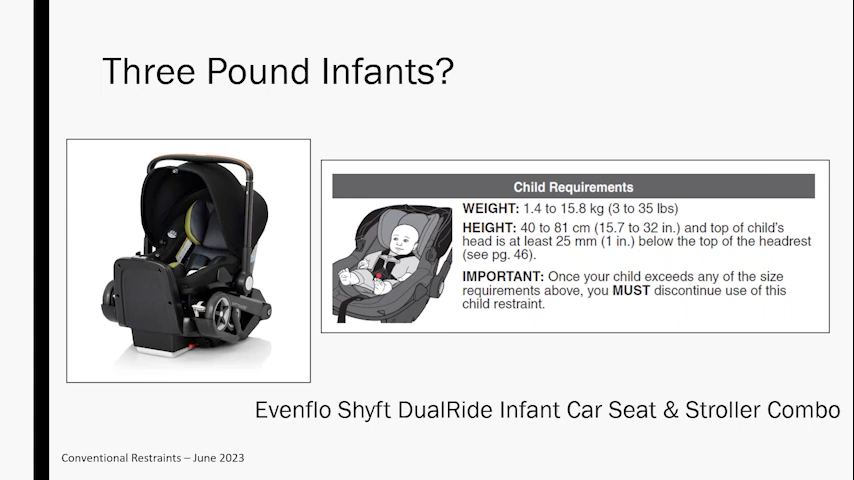 Three Pound Infants?
Child Requirements
WEIGHT: 1.4 to 15.8 kg (3 to 35 lbs)
HEIGHT: 40 to 81 cm (15.7 to 32 in.) and top of child's
head is at least 25 mm (1 in.) below the top of the headrest
(see pg. 46).
IMPORTANT: Once your child exceeds any of the size
requirements above, you MUST discontinue use of this
child restraint.
Evenflo Shyft DualRide Infant Car Seat & Stroller Combo
Conventional Restraints – June 2023